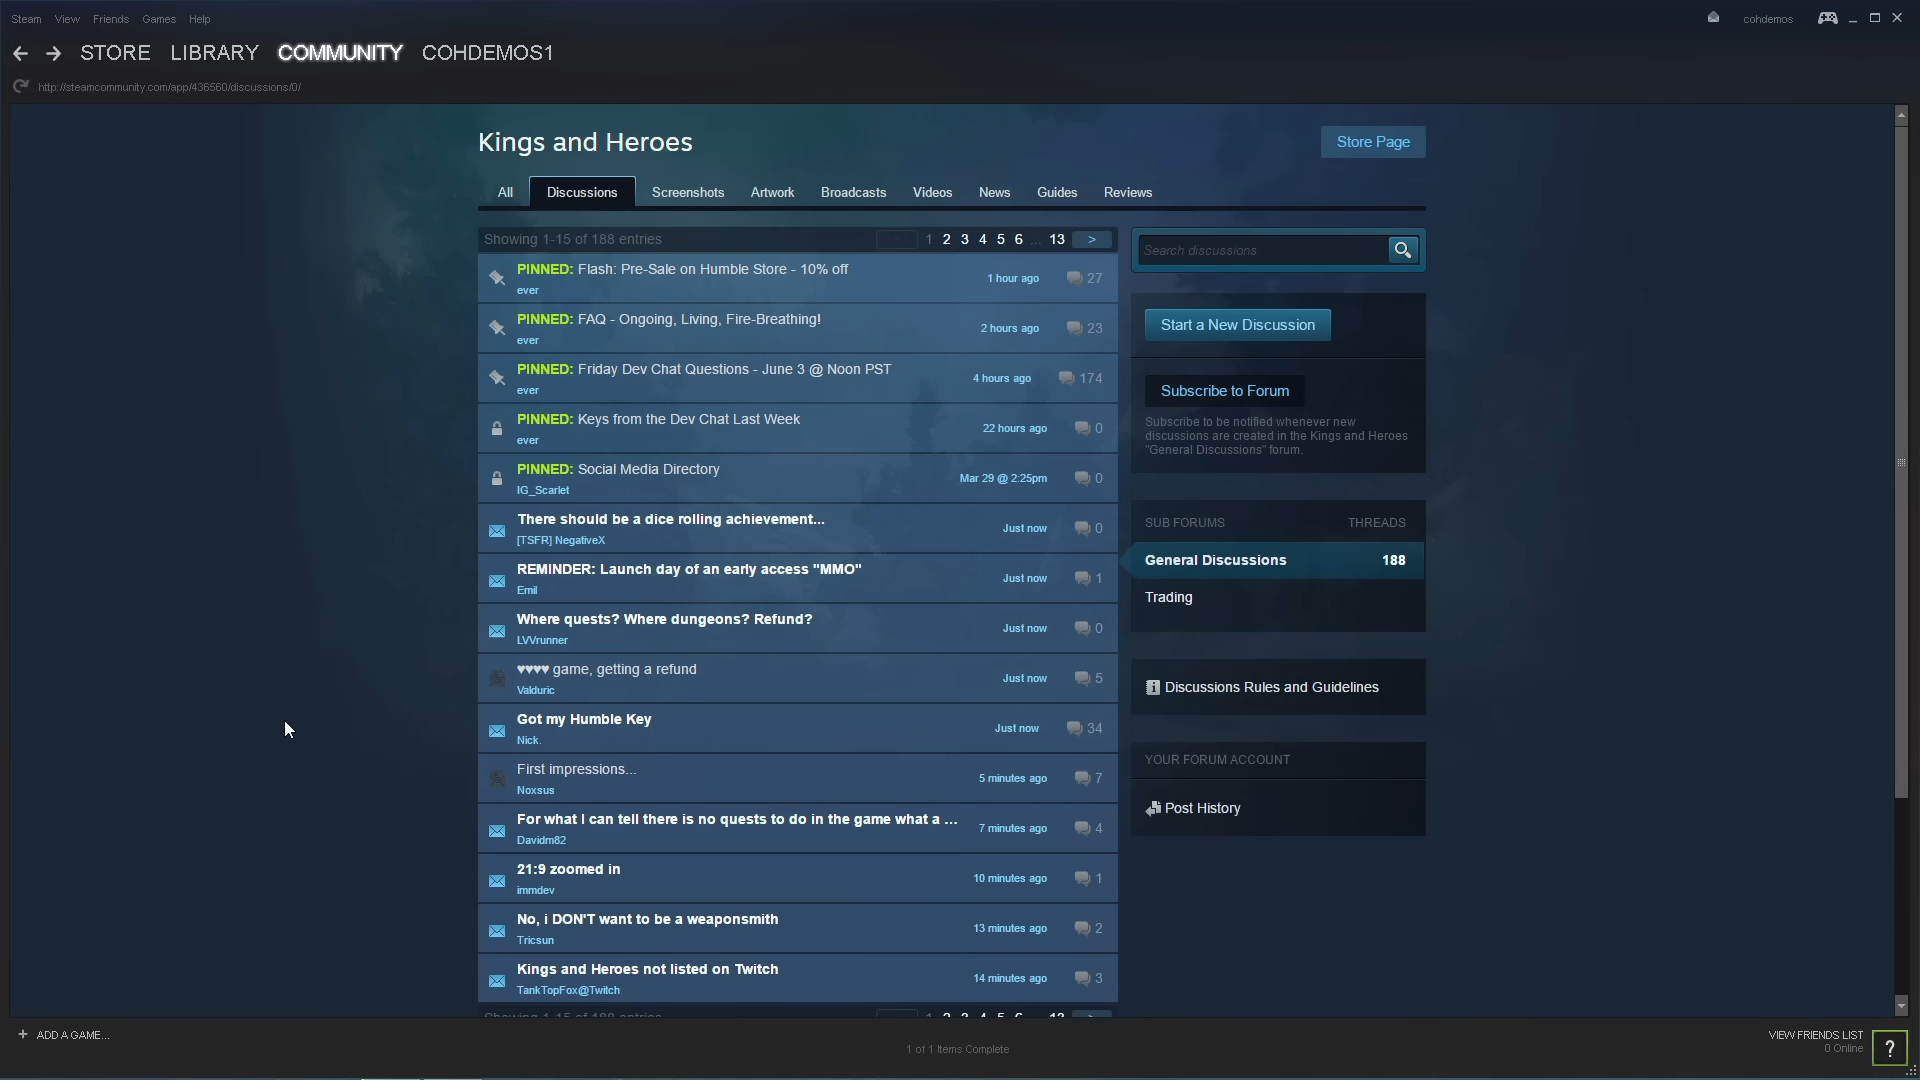 Steam View Friends Games Help
cohdemos
STORE LIBRARY COMMUNITY COHDEMOS1
http://steamcommunity.com/app/436560/discussions/0/
Kings and Heroes
Store Page
All Discussions Screenshots Artwork Broadcasts Videos News Guides Reviews
Showing 1-15 of 188 entries
1 2 3 4 5 6 ... 13 >
Search discussions
PINNED: Flash: Pre-Sale on Humble Store - 10% off
ever
1 hour ago
27
PINNED: FAQ - Ongoing, Living, Fire-Breathing!
ever
2 hours ago
23
PINNED: Friday Dev Chat Questions - June 3 @ Noon PST
ever
4 hours ago
174
PINNED: Keys from the Dev Chat Last Week
ever
22 hours ago
0
PINNED: Social Media Directory
IG_Scarlet
Mar 29 @ 2:25pm
0
There should be a dice rolling achievement...
[TSFR] NegativeX
Just now
0
REMINDER: Launch day of an early access "MMO"
Emil
Just now
1
Where quests? Where dungeons? Refund?
LVVrunner
Just now
0
♥♥♥♥ game, getting a refund
Valduric
Just now
5
Got my Humble Key
Nick.
Just now
34
First impressions...
Noxsus
5 minutes ago
7
For what I can tell there is no quests to do in the game what a ...
Davidm82
7 minutes ago
4
21:9 zoomed in
immdev
10 minutes ago
1
No, i DON'T want to be a weaponsmith
Tricsun
13 minutes ago
2
Kings and Heroes not listed on Twitch
TankTopFox@Twitch
14 minutes ago
3
Showing 1-15 of 188 entries
1 2 3 4 5 6 ... 13 >
Start a New Discussion
Subscribe to Forum
Subscribe to be notified whenever new
discussions are created in the Kings and Heroes
"General Discussions" forum.
SUB FORUMS THREADS
General Discussions 188
Trading
Discussions Rules and Guidelines
YOUR FORUM ACCOUNT
Post History
+ ADD A GAME...
1 of 1 Items Complete
VIEW FRIENDS LIST
0 Online
?